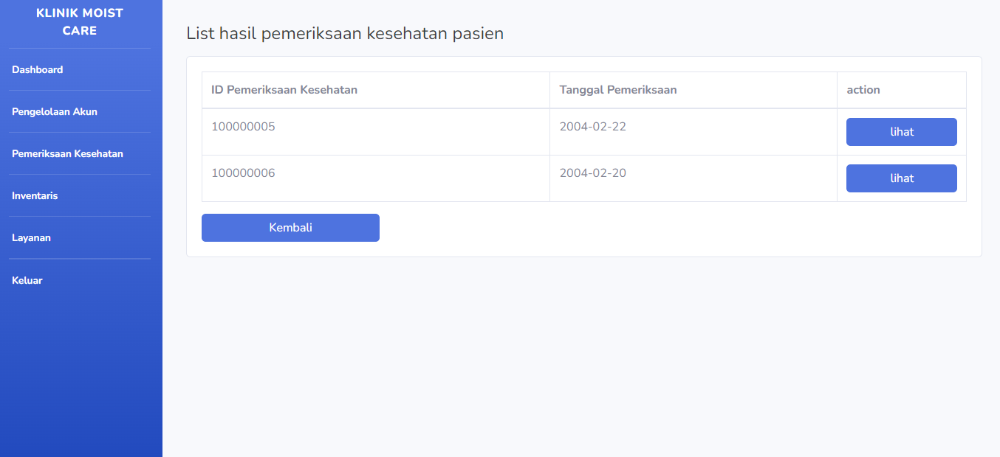 KLINIK MOIST
CARE
Dashboard
Pengelolaan Akun
Pemeriksaan Kesehatan
Inventaris
Layanan
Keluar
List hasil pemeriksaan kesehatan pasien
ID Pemeriksaan Kesehatan Tanggal Pemeriksaan action
100000005 2004-02-22 lihat
100000006 2004-02-20 lihat
Kembali